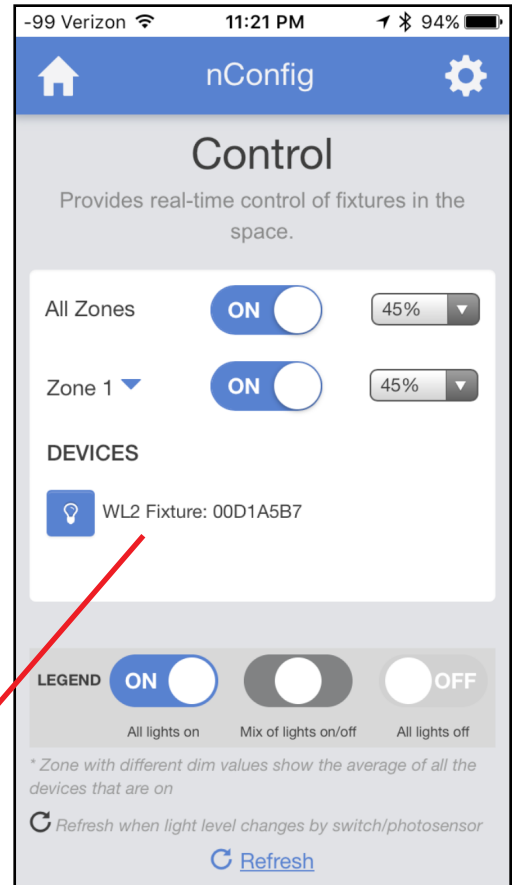 -99 Verizon 11:21 PM 94%
nConfig
Control
Provides real-time control of fixtures in the
space.
All Zones ON 45%
Zone 1 ON 45%
DEVICES
WL2 Fixture: 00D1A5B7
LEGEND ON OFF
All lights on Mix of lights on/off All lights off
* Zone with different dim values show the average of all the
devices that are on
Refresh when light level changes by switch/photosensor
Refresh